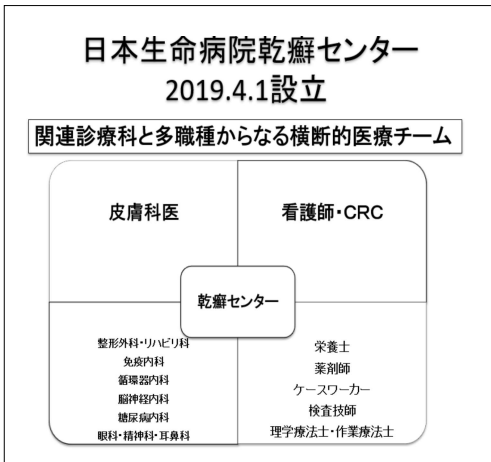 日本生命病院乾癬センター
2019.4.1設立
関連診療科と多職種からなる横断的医療チーム
皮膚科医
看護師・CRC
乾癬センター
整形外科・リハビリ科
免疫内科
循環器内科
脳神経内科
糖尿病内科
眼科・精神科・耳鼻科
栄養士
薬剤師
ケースワーカー
検査技師
理学療法士・作業療法士